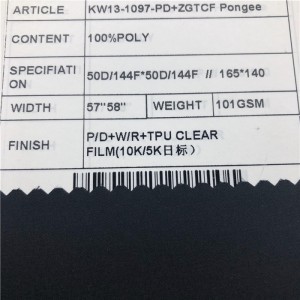 ARTICLE KW13-1097-PD+ZGTCF Pongee
CONTENT 100%POLY
SPECIFIATI 50D/144F*50D/144F // 165*140
ON
WIDTH 57"58" WEIGHT 101GSM
FINISH P/D+W/R+TPU CLEAR
FILM(10K/5K日标)